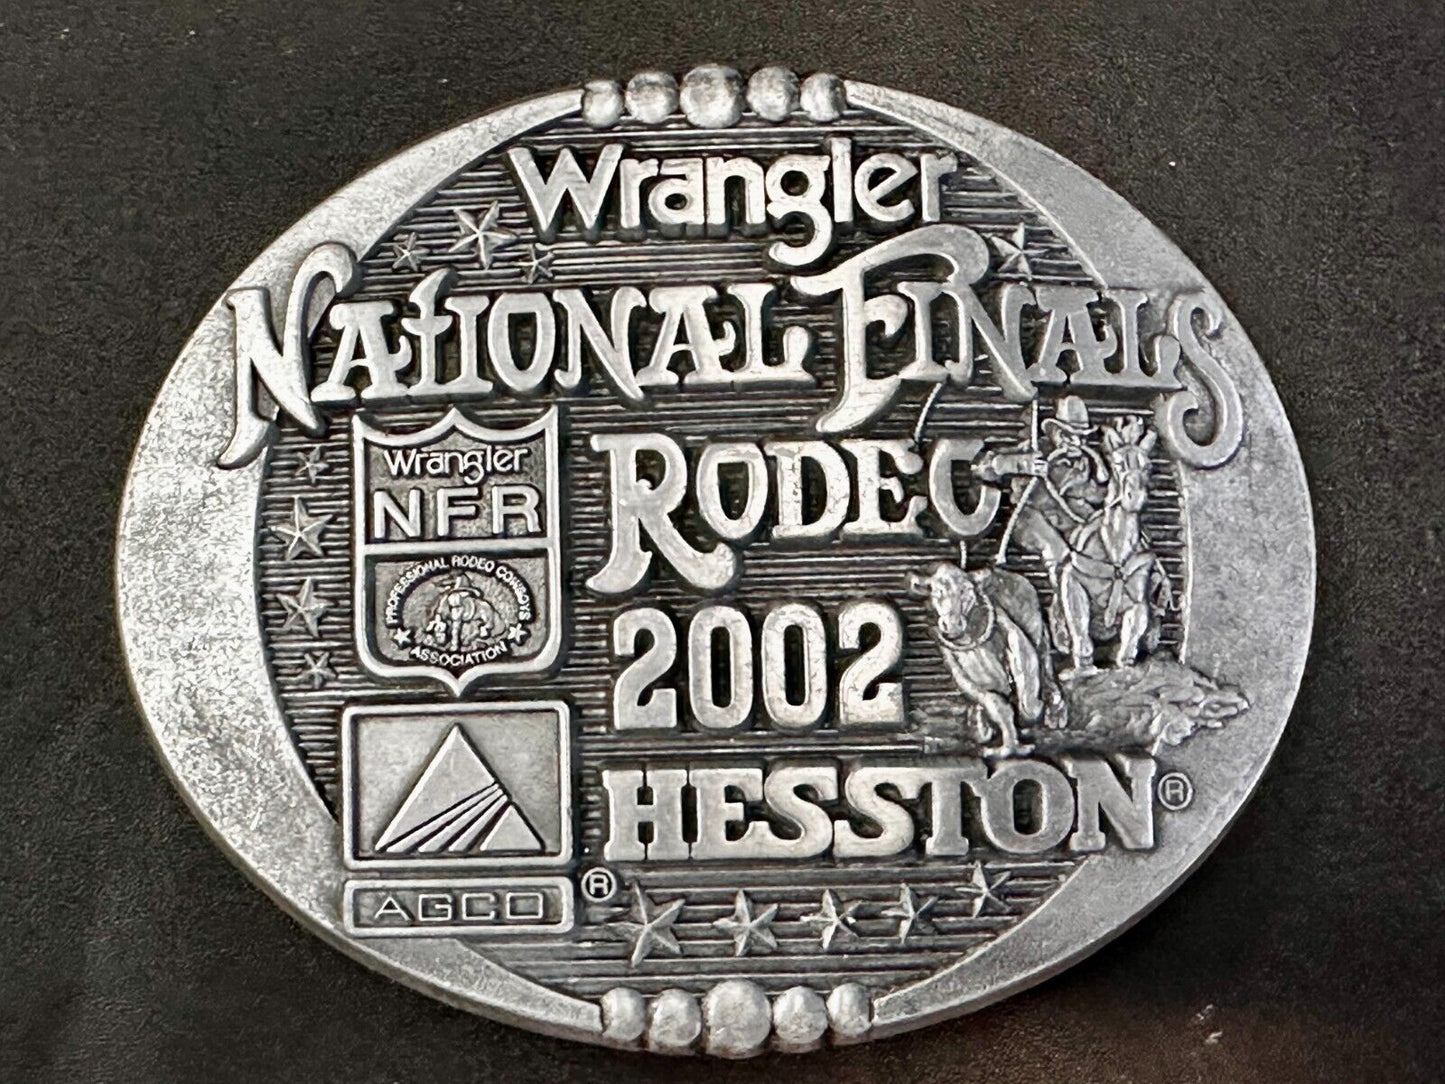 Wrangler
NATIONAL FINALS
RODEO
Wrangler
NFR
PROFESSIONAL RODEO COWBOYS
ASSOCIATION
2002
HESSTON®
AGCO®